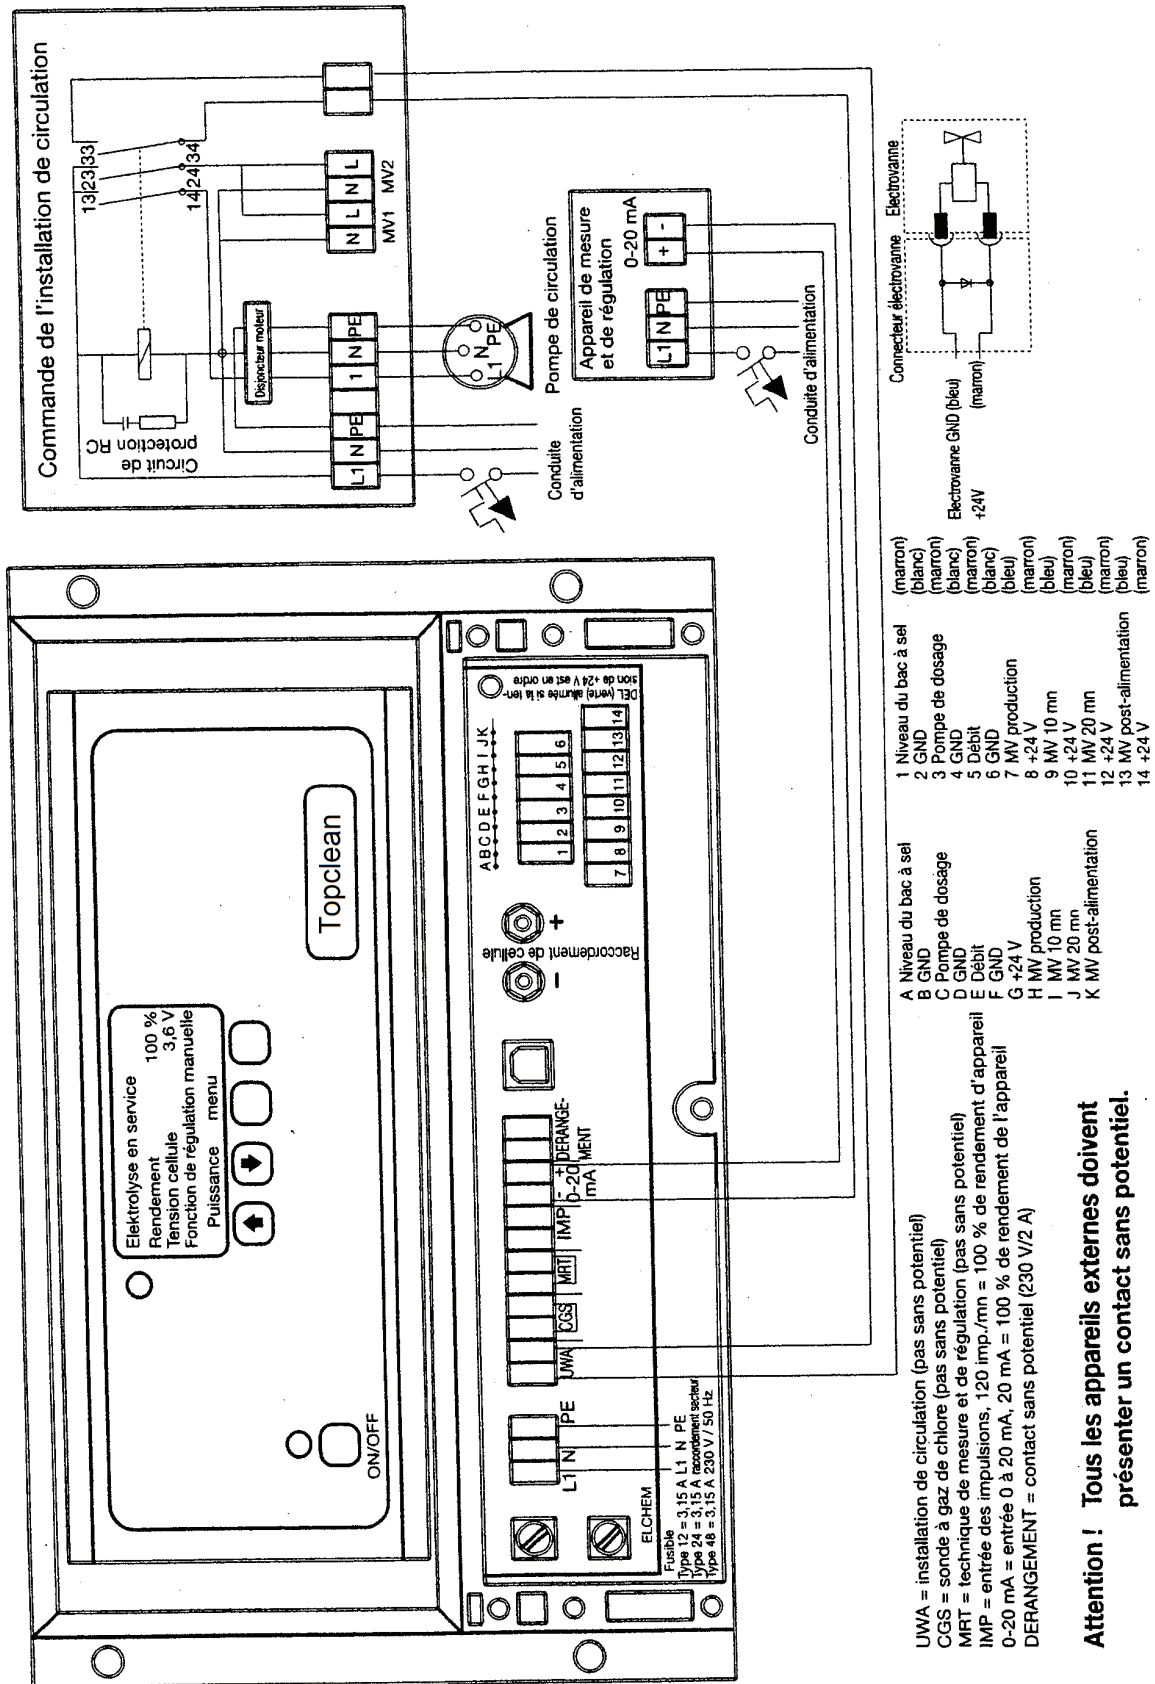 Commande de l'installation de circulation
13|23|33|
14|24|34
Circuit de
protection RC
Disjoncteur moteur
L1 N PE 1 N PE
N L N L
MV1 MV2
L1 N PE
Pompe de circulation
Conduite
d'alimentation
Appareil de mesure
et de régulation
0-20 mA
L1 N PE + -
Conduite d'alimentation
Elektrolyse en service
Rendement 100 %
Tension cellule 3,6 V
Fonction de régulation manuelle
Puissance menu
Topclean
ON/OFF
ELCHEM
Fusible
Type 12 = 3,15 A L1 N PE
Type 24 = 3,15 A raccordement secteur
Type 48 = 3,15 A 230 V / 50 Hz
L1 N PE
UWA CGS MRT IMP - +
0-20
mA
DERANGE-
MENT
- +
Raccordement de cellule
A B C D E F G H I J K
1 2 3 4 5 6
7 8 9 10 11 12 13 14
DEL (verte) allumée si la ten-
sion de +24 V est en ordre
UWA = installation de circulation (pas sans potentiel)
CGS = sonde à gaz de chlore (pas sans potentiel)
MRT = technique de mesure et de régulation (pas sans potentiel)
IMP = entrée des impulsions, 120 imp./mn = 100 % de rendement d'appareil
0-20 mA = entrée 0 à 20 mA, 20 mA = 100 % de rendement de l'appareil
DERANGEMENT = contact sans potentiel (230 V/2 A)
A Niveau du bac à sel
B GND
C Pompe de dosage
D GND
E Débit
F GND
G +24 V
H MV production
I MV 10 mn
J MV 20 mn
K MV post-alimentation
1 Niveau du bac à sel (marron)
2 GND (blanc)
3 Pompe de dosage (marron)
4 GND (blanc)
5 Débit (marron)
6 GND (blanc)
7 MV production (bleu)
8 +24 V (marron)
9 MV 10 mn (bleu)
10 +24 V (marron)
11 MV 20 mn (bleu)
12 +24 V (marron)
13 MV post-alimentation (bleu)
14 +24 V (marron)
Connecteur électrovanne Electrovanne
Electrovanne GND (bleu)
+24V (marron)
Attention ! Tous les appareils externes doivent
présenter un contact sans potentiel.